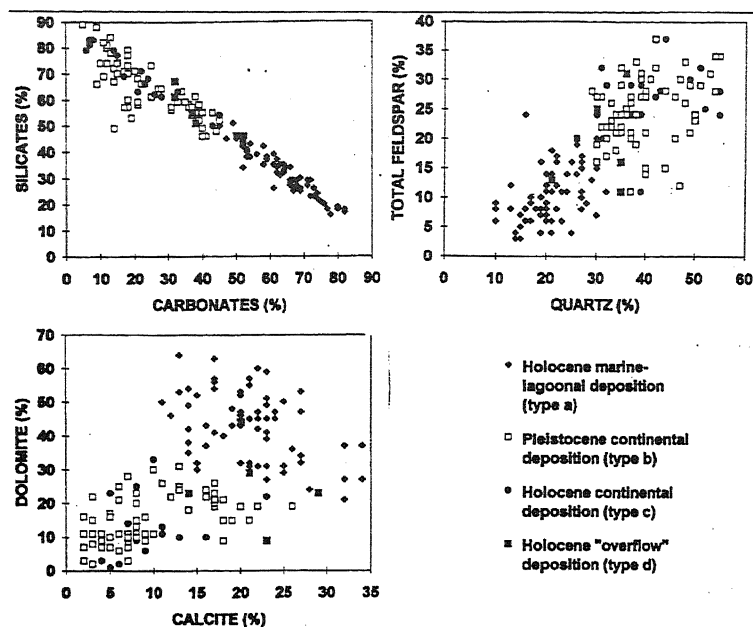 90
80
70
60
50
40
30
20
10
0
SILICATES (%)
0 10 20 30 40 50 60 70 80 90
CARBONATES (%)
40
35
30
25
20
15
10
5
0
TOTAL FELDSPAR (%)
0 10 20 30 40 50 60
QUARTZ (%)
70
60
50
40
30
20
10
0
DOLOMITE (%)
0 5 10 15 20 25 30 35
CALCITE (%)
Holocene marine-
lagoonal deposition
(type a)
Pleistocene continental
deposition (type b)
Holocene continental
deposition (type c)
Holocene "overflow"
deposition (type d)